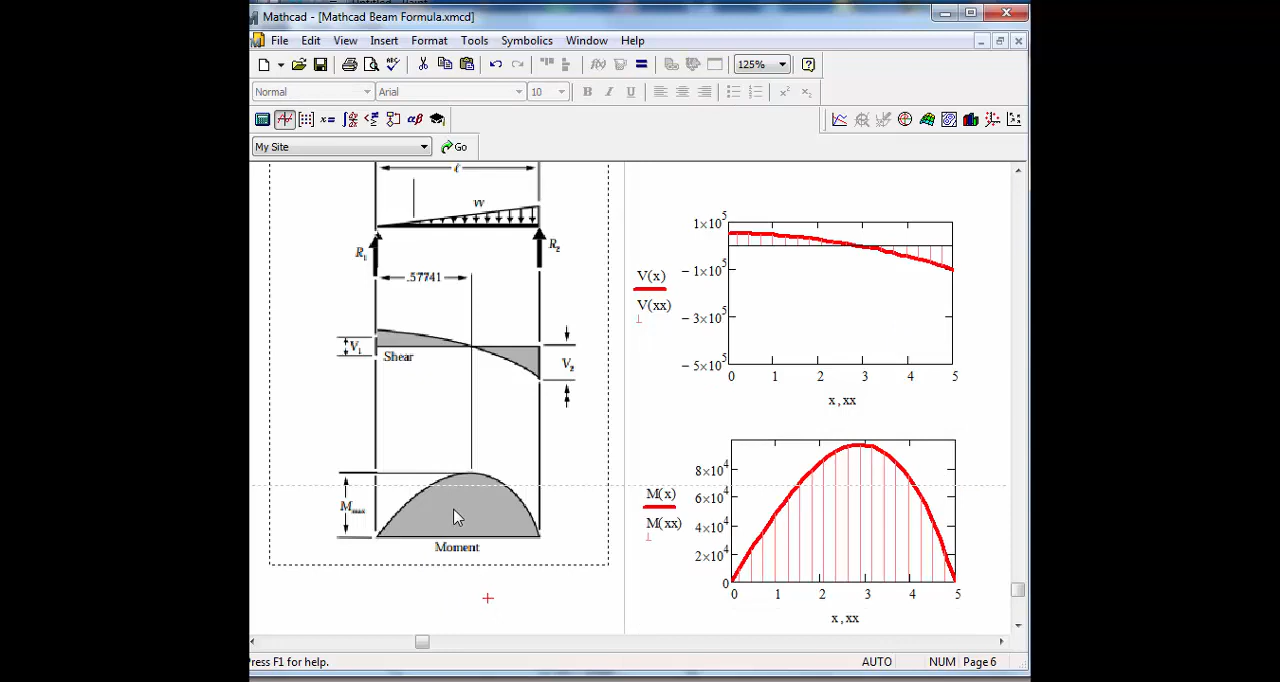 Mathcad - [Mathcad Beam Formula.xmcd]
File Edit View Insert Format Tools Symbolics Window Help
125%
Normal Arial 10 B I U
My Site Go
ℓ
W
R₁ R₂
.57741
V₁
Shear
V₂
Mmax
Moment
1×10⁵
−1×10⁵
−3×10⁵
−5×10⁵
V(x)
V(xx)
0 1 2 3 4 5
x , xx
8×10⁴
6×10⁴
4×10⁴
2×10⁴
0
M(x)
M(xx)
0 1 2 3 4 5
x , xx
Press F1 for help. AUTO NUM Page 6